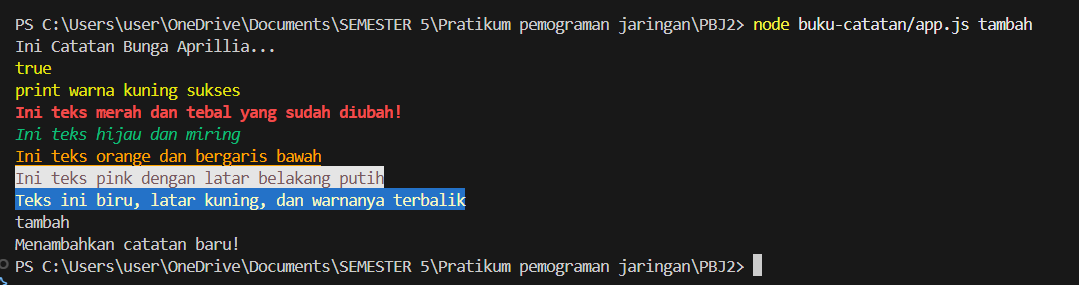 PS C:\Users\user\OneDrive\Documents\SEMESTER 5\Pratikum pemograman jaringan\PBJ2> node buku-catatan/app.js tambah
Ini Catatan Bunga Aprillia...
true
print warna kuning sukses
Ini teks merah dan tebal yang sudah diubah!
Ini teks hijau dan miring
Ini teks orange dan bergaris bawah
Ini teks pink dengan latar belakang putih
Teks ini biru, latar kuning, dan warnanya terbalik
tambah
Menambahkan catatan baru!
PS C:\Users\user\OneDrive\Documents\SEMESTER 5\Pratikum pemograman jaringan\PBJ2>